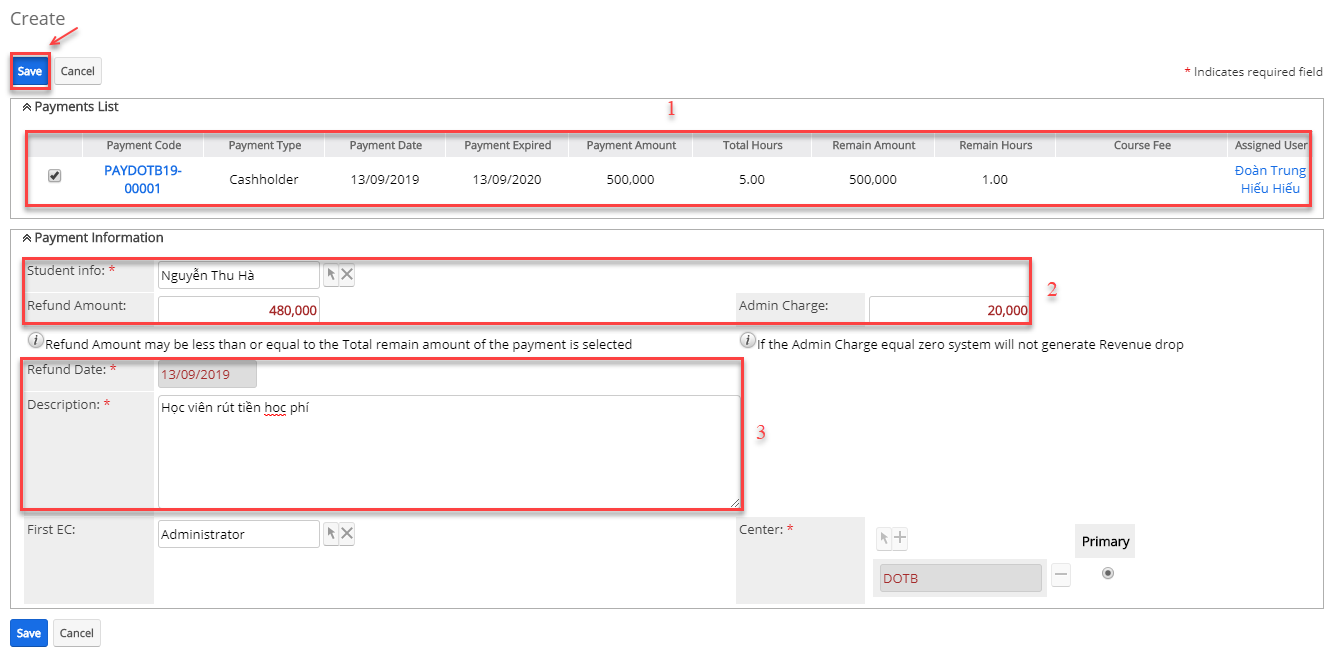 Create
Save Cancel
* Indicates required field
Payments List
1
Payment Code Payment Type Payment Date Payment Expired Payment Amount Total Hours Remain Amount Remain Hours Course Fee Assigned User
PAYDOTB19-
00001 Cashholder 13/09/2019 13/09/2020 500,000 5.00 500,000 1.00 Đoàn Trung
Hiếu Hiếu
Payment Information
Student info: * Nguyễn Thu Hà
2
Refund Amount: 480,000 Admin Charge: 20,000
i Refund Amount may be less than or equal to the Total remain amount of the payment is selected i If the Admin Charge equal zero system will not generate Revenue drop
Refund Date: * 13/09/2019
Description: * Học viên rút tiền học phí
3
First EC: Administrator Center: *
Primary
DOTB
Save Cancel